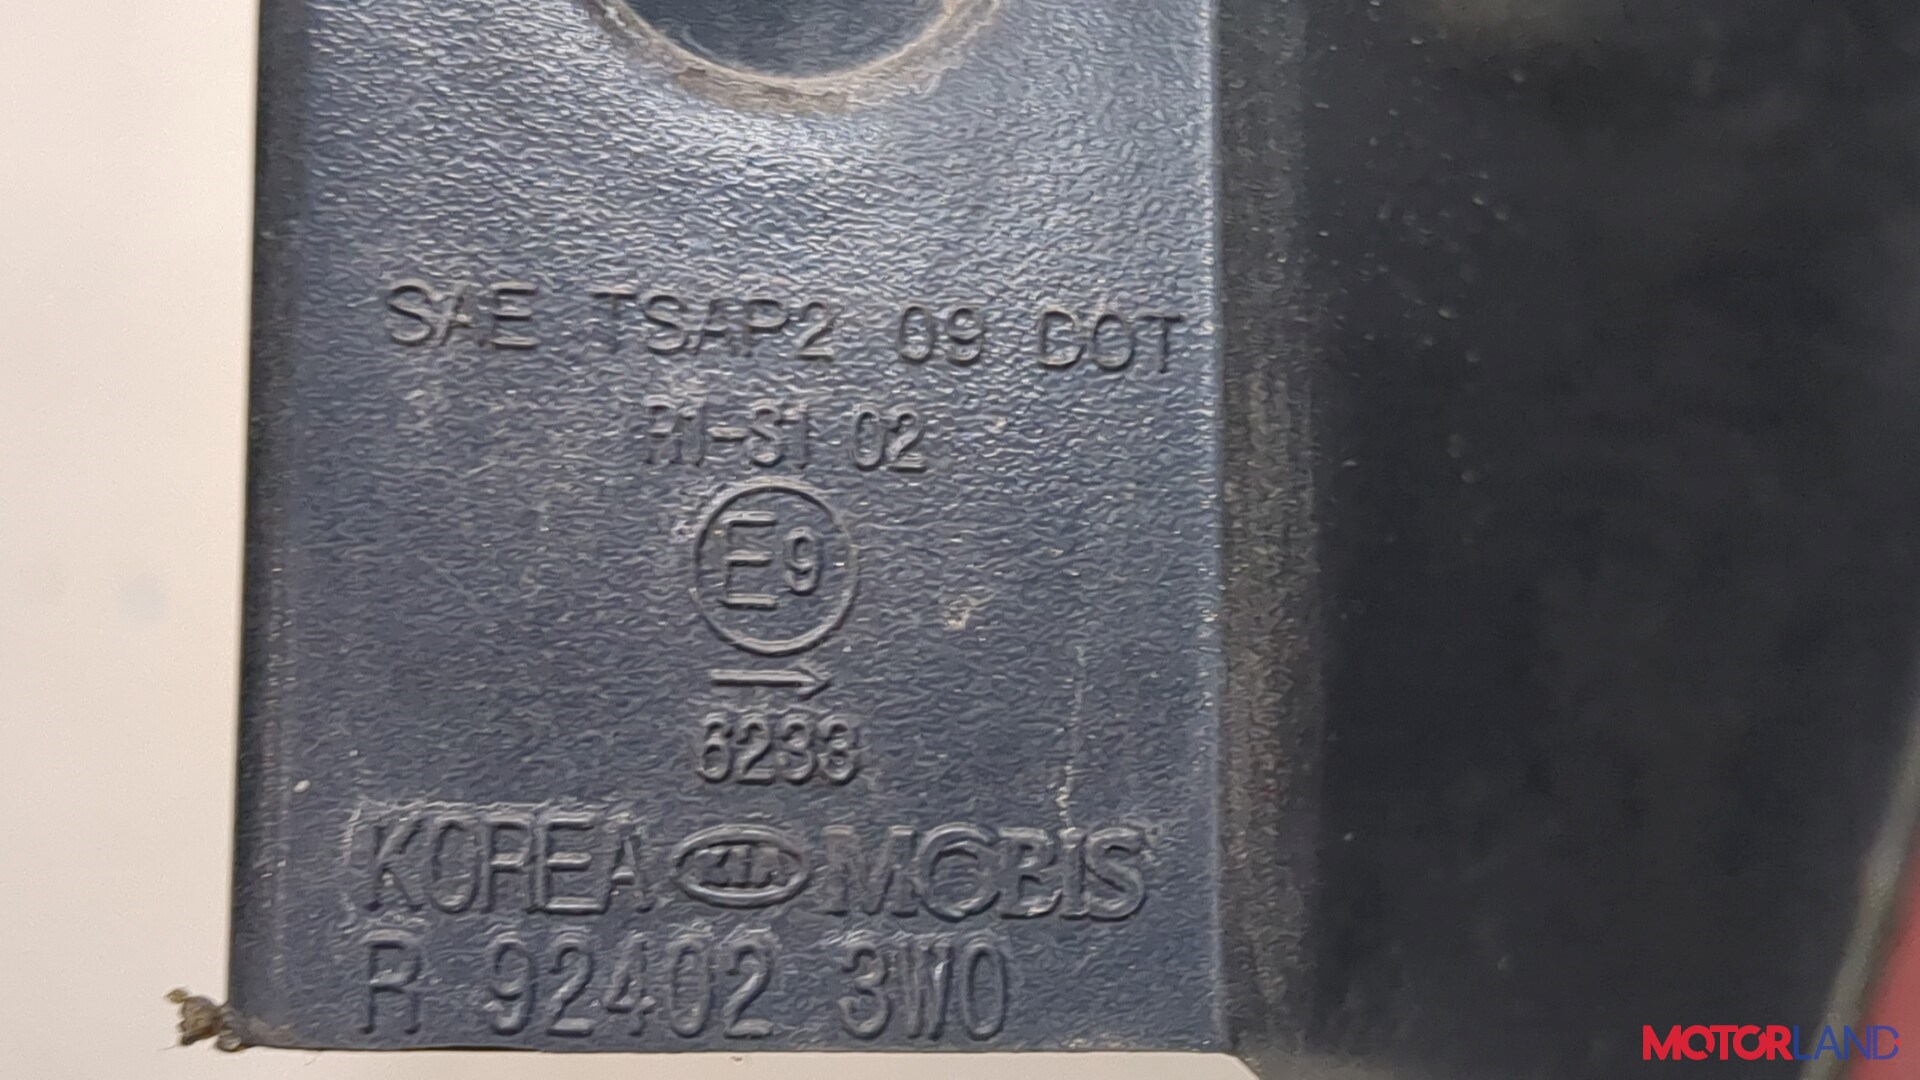 SAE TSAP2 09 DOT
R1-S1 02
E9
→
6233
KOREA KIA MOBIS
R 92402 3W0
MOTORLAND